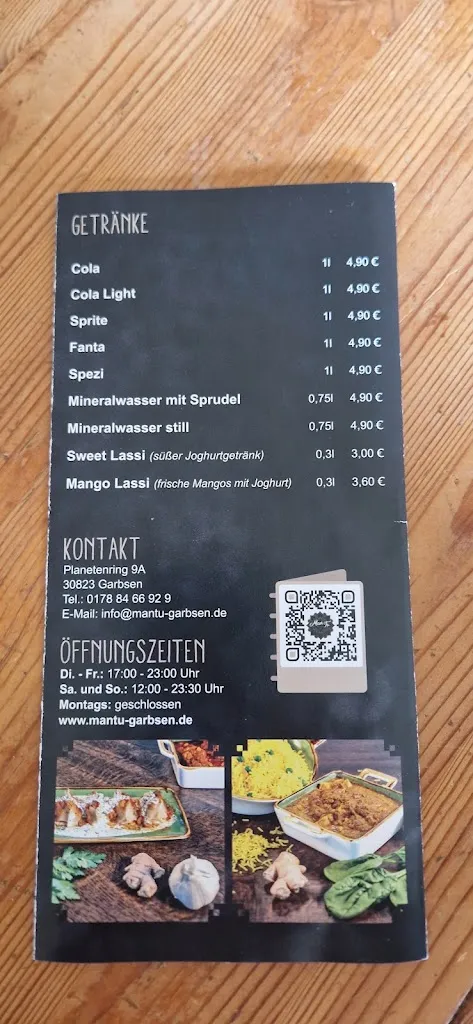 GETRÄNKE
Cola 1l 4,90 €
Cola Light 1l 4,90 €
Sprite 1l 4,90 €
Fanta 1l 4,90 €
Spezi 1l 4,90 €
Mineralwasser mit Sprudel 0,75l 4,90 €
Mineralwasser still 0,75l 4,90 €
Sweet Lassi (süßer Joghurtgetränk) 0,3l 3,00 €
Mango Lassi (frische Mangos mit Joghurt) 0,3l 3,60 €
KONTAKT
Planetenring 9A
30823 Garbsen
Tel.: 0178 84 66 92 9
E-Mail: info@mantu-garbsen.de
ÖFFNUNGSZEITEN
Di. - Fr.: 17:00 - 23:00 Uhr
Sa. und So.: 12:00 - 23:30 Uhr
Montags: geschlossen
www.mantu-garbsen.de